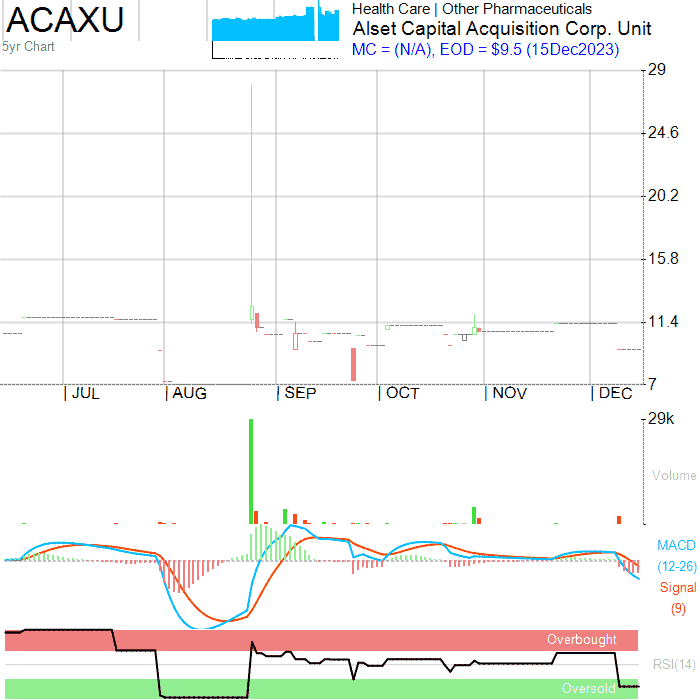 ACAXU
5yr Chart
Health Care | Other Pharmaceuticals
Alset Capital Acquisition Corp. Unit
MC = (N/A), EOD = $9.5 (15Dec2023)
29
24.6
20.2
15.8
11.4
7
| JUL | AUG | SEP | OCT | NOV | DEC
29k
Volume
MACD
(12-26)
Signal
(9)
Overbought
RSI(14)
Oversold